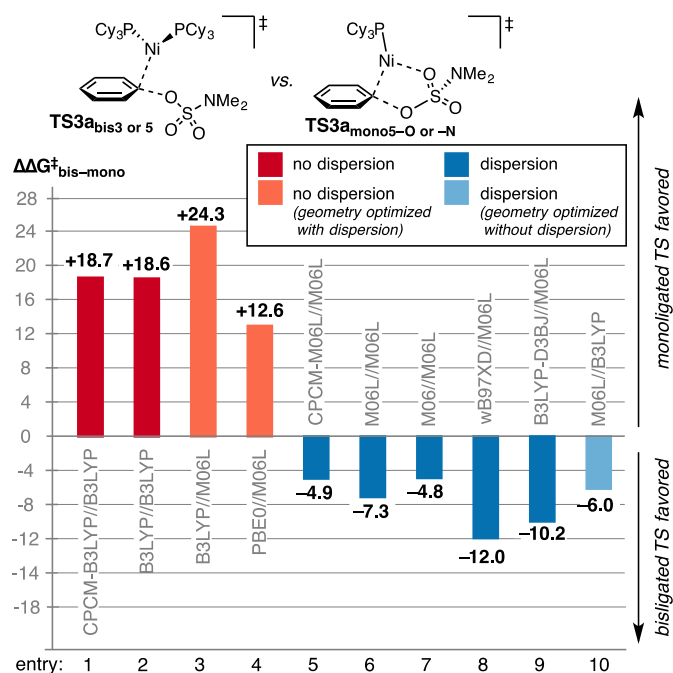 Cy₃P PCy₃ ‡
Ni
O NMe₂
S
O O
TS3a_bis3 or 5
vs.
Cy₃P ‡
Ni O NMe₂
S
O O
TS3a_mono5–O or –N
ΔΔG‡_bis–mono
no dispersion
no dispersion
(geometry optimized
with dispersion)
dispersion
dispersion
(geometry optimized
without dispersion)
28
24
20
16
12
8
4
0
-4
-8
-12
-14
-18
+18.7
+18.6
+24.3
+12.6
–4.9
–7.3
–4.8
–12.0
–10.2
–6.0
CPCM-B3LYP//B3LYP
B3LYP//B3LYP
B3LYP//M06L
PBE0//M06L
CPCM-M06L//M06L
M06L//M06L
M06//M06L
wB97XD//M06L
B3LYP-D3BJ//M06L
M06L//B3LYP
monoligated TS favored
bisligated TS favored
entry: 1 2 3 4 5 6 7 8 9 10